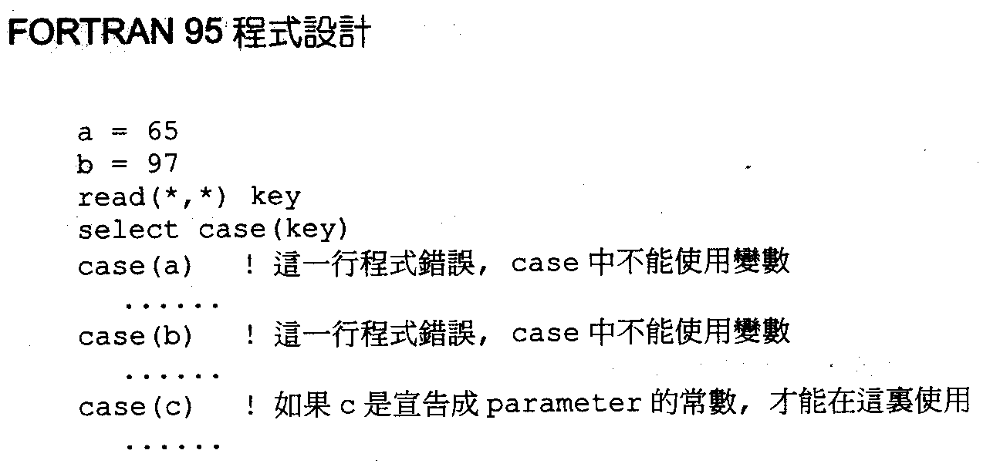 FORTRAN 95 程式設計
a = 65
b = 97
read(*,*) key
select case(key)
case(a) ! 這一行程式錯誤, case 中不能使用變數
......
case(b) ! 這一行程式錯誤, case 中不能使用變數
......
case(c) ! 如果 c 是宣告成 parameter 的常數, 才能在這裏使用
......